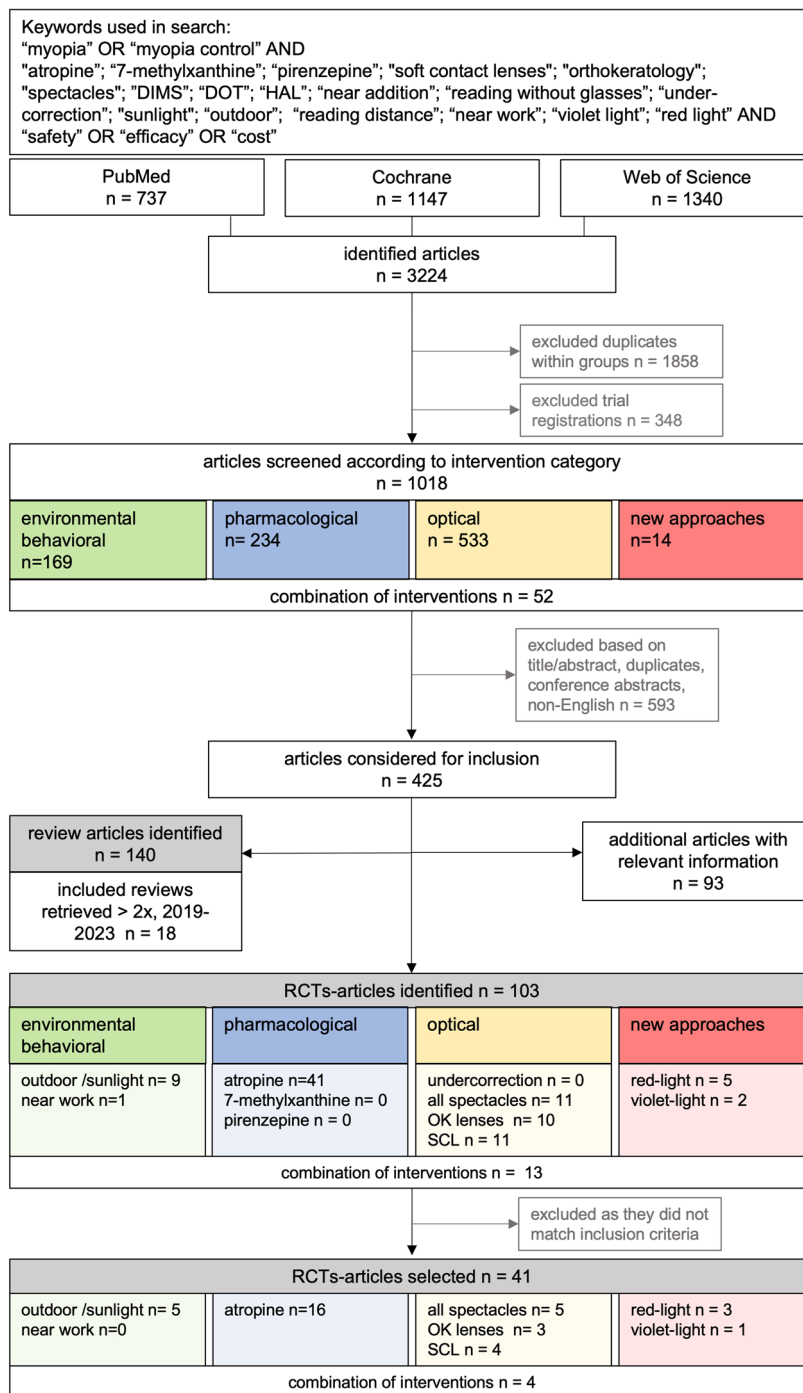 Keywords used in search:
“myopia” OR “myopia control” AND
"atropine”; “7-methylxanthine”; “pirenzepine”; "soft contact lenses"; "orthokeratology";
"spectacles"; ”DIMS”; “DOT”; “HAL”; “near addition”; “reading without glasses”; “under-
correction”; "sunlight"; "outdoor”; “reading distance”; “near work”; “violet light”; “red light” AND
“safety” OR “efficacy” OR “cost”
PubMed
n = 737
Cochrane
n = 1147
Web of Science
n = 1340
identified articles
n = 3224
excluded duplicates
within groups n = 1858
excluded trial
registrations n = 348
articles screened according to intervention category
n = 1018
environmental
behavioral
n=169
pharmacological
n= 234
optical
n = 533
new approaches
n=14
combination of interventions n = 52
excluded based on
title/abstract, duplicates,
conference abstracts,
non-English n = 593
articles considered for inclusion
n = 425
review articles identified
n = 140
included reviews
retrieved > 2x, 2019-
2023 n = 18
additional articles with
relevant information
n = 93
RCTs-articles identified n = 103
environmental
behavioral
pharmacological
optical
new approaches
outdoor /sunlight n= 9
near work n=1
atropine n=41
7-methylxanthine n= 0
pirenzepine n = 0
undercorrection n = 0
all spectacles n= 11
OK lenses n= 10
SCL n = 11
red-light n = 5
violet-light n = 2
combination of interventions n = 13
excluded as they did not
match inclusion criteria
RCTs-articles selected n = 41
outdoor /sunlight n= 5
near work n=0
atropine n=16
all spectacles n= 5
OK lenses n= 3
SCL n = 4
red-light n = 3
violet-light n = 1
combination of interventions n = 4